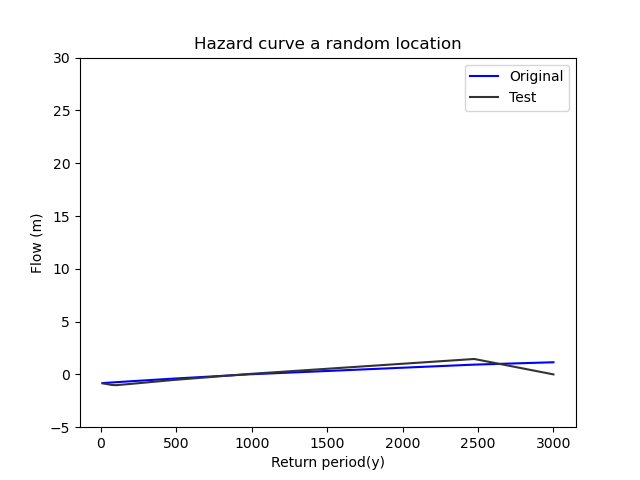 Hazard curve a random location
Original
Test
30
25
20
15
10
5
0
−5
Flow (m)
0 500 1000 1500 2000 2500 3000
Return period(y)